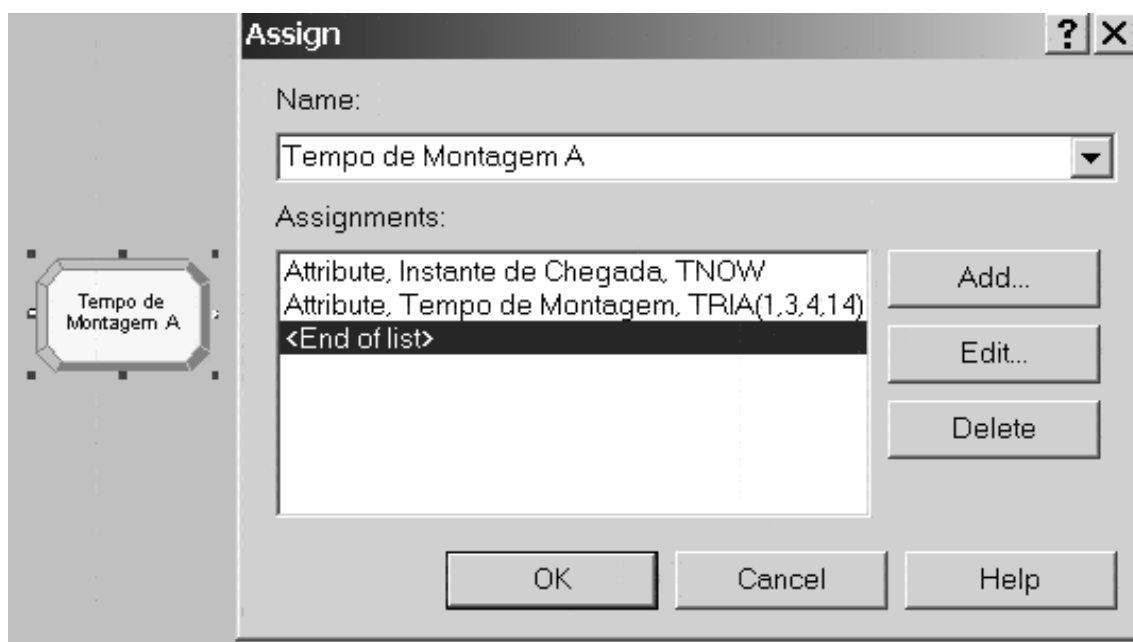 Assign
?
Name:
Tempo de Montagem A
Assignments:
Attribute, Instante de Chegada, TNOW
Attribute, Tempo de Montagem, TRIA(1,3,4,14)
<End of list>
Add...
Edit...
Delete
Tempo de
Montagem A
OK
Cancel
Help